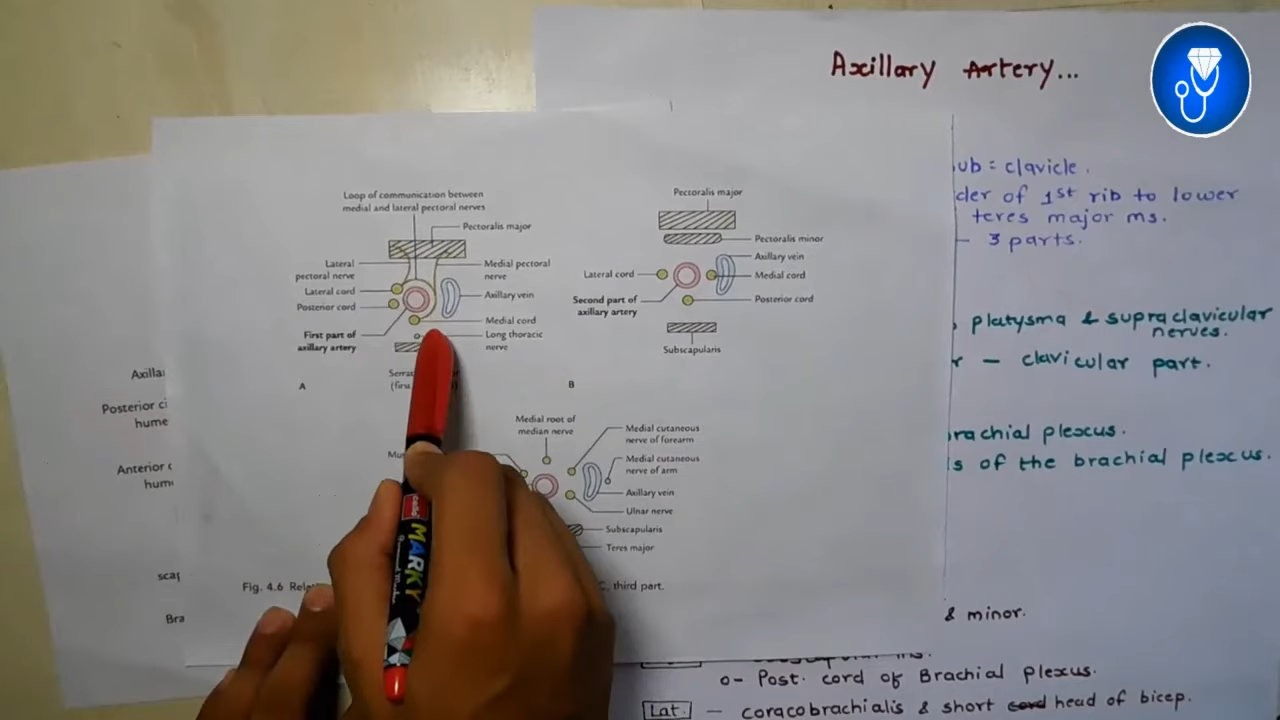 Axillary Artery...
ub = clavicle.
der of 1st rib to lower
teres major ms.
- 3 parts.
platysma & supraclavicular
nerves.
r - clavicular part.
rachial plexus.
s of the brachial plexus.
& minor.
o- Post. cord of Brachial plexus.
Lat. - coracobrachialis & short head of bicep.
Loop of communication between
medial and lateral pectoral nerves
Pectoralis major
Lateral
pectoral nerve
Medial pectoral
nerve
Lateral cord
Axillary vein
Posterior cord
Medial cord
First part of
axillary artery
Long thoracic
nerve
A
Pectoralis major
Pectoralis minor
Axillary vein
Lateral cord
Medial cord
Second part of
axillary artery
Posterior cord
Subscapularis
B
Medial root of
median nerve
Medial cutaneous
nerve of forearm
Medial cutaneous
nerve of arm
Axillary vein
Ulnar nerve
Subscapularis
Teres major
Fig. 4.6 Rel
C, third part.
Axilla
Posterior ci
hume
Anterior c
hum
scap
Bra
cello
MARKY